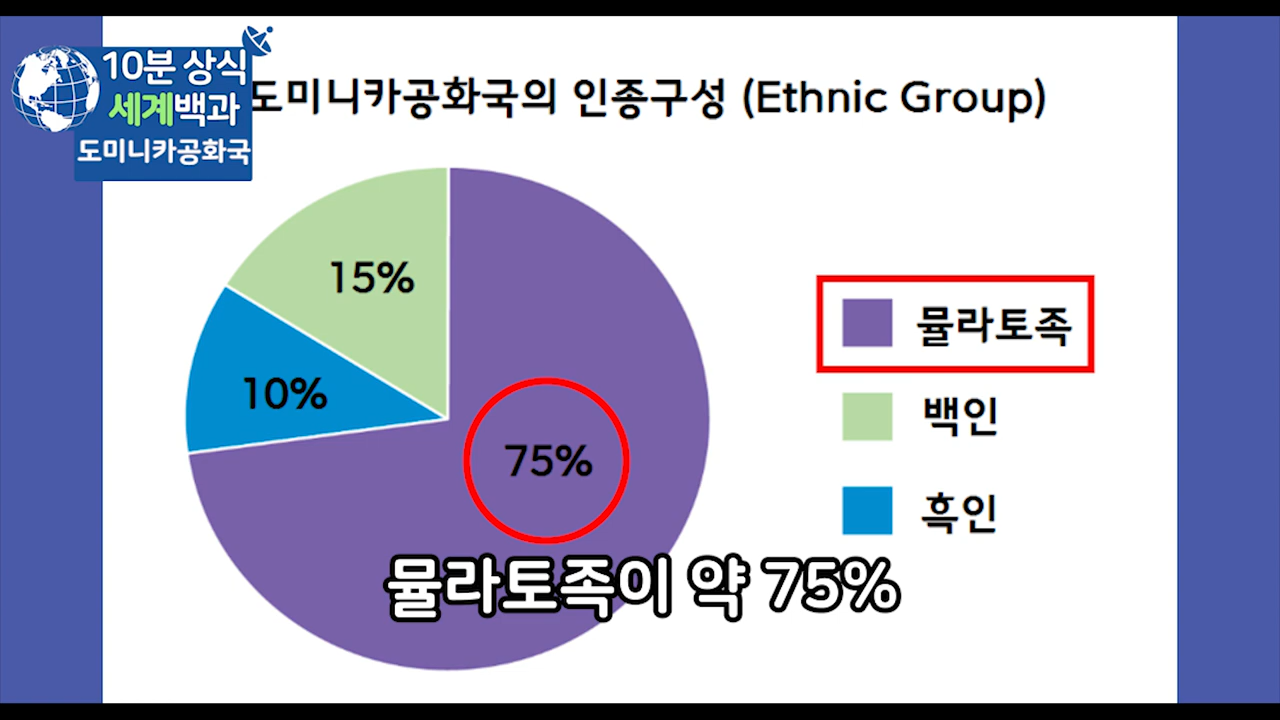 10분 상식
세계백과
도미니카공화국
도미니카공화국의 인종구성 (Ethnic Group)
15%
10%
75%
뮬라토족
백인
흑인
뮬라토족이 약 75%